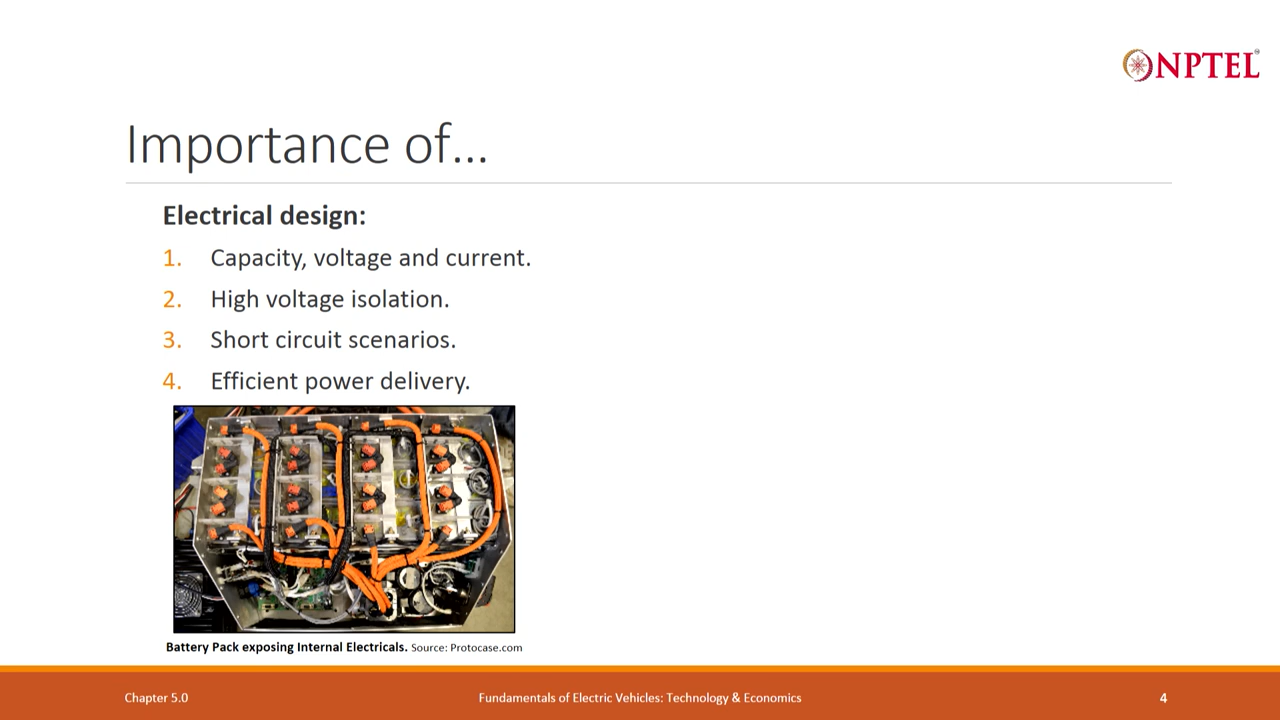 NPTEL
Importance of...
Electrical design:
1. Capacity, voltage and current.
2. High voltage isolation.
3. Short circuit scenarios.
4. Efficient power delivery.
Battery Pack exposing Internal Electricals. Source: Protocase.com
Chapter 5.0
Fundamentals of Electric Vehicles: Technology & Economics
4